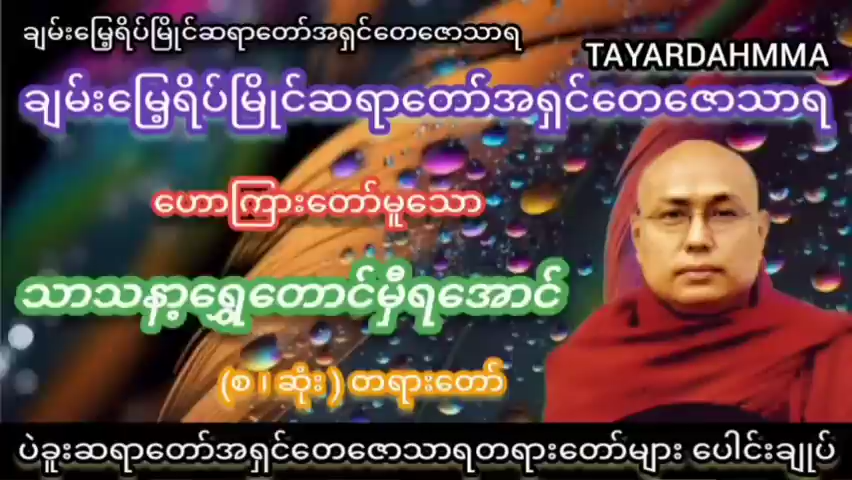 ချမ်းမြေ့ရိပ်မြိုင်ဆရာတော်အရှင်တေဇောသာရ
TAYARDAHMMA
ချမ်းမြေ့ရိပ်မြိုင်ဆရာတော်အရှင်တေဇောသာရ
ဟောကြားတော်မူသော
သာသနာ့ရွှေတောင်မှီရအောင်
(စ ၊ ဆုံး ) တရားတော်
ပဲခူးဆရာတော်အရှင်တေဇောသာရတရားတော်များ ပေါင်းချုပ်